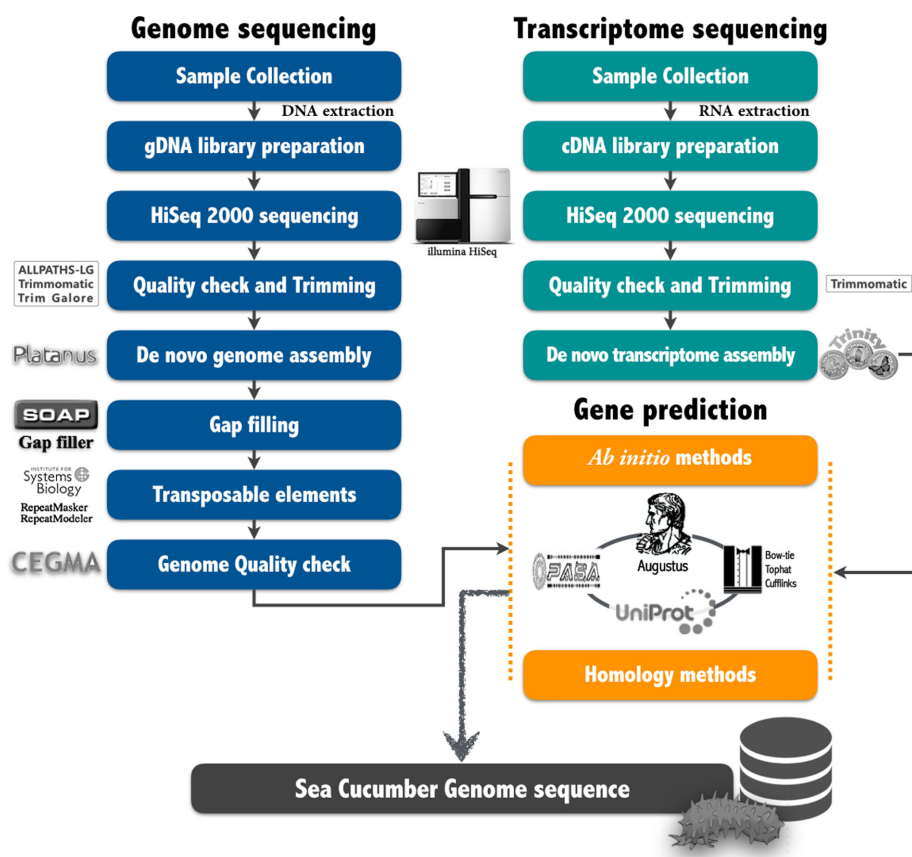 Genome sequencing
Sample Collection
DNA extraction
gDNA library preparation
HiSeq 2000 sequencing
illumina HiSeq
ALLPATHS-LG
Trimmomatic
Trim Galore
Quality check and Trimming
Platanus
De novo genome assembly
SOAP
Gap filler
Gap filling
INSTITUTE FOR
Systems
Biology
RepeatMasker
RepeatModeler
Transposable elements
CEGMA
Genome Quality check
Transcriptome sequencing
Sample Collection
RNA extraction
cDNA library preparation
HiSeq 2000 sequencing
Quality check and Trimming
Trimmomatic
De novo transcriptome assembly
Trinity
Gene prediction
Ab initio methods
Augustus
PASA
Bow-tie
Tophat
Cufflinks
UniProt
Homology methods
Sea Cucumber Genome sequence